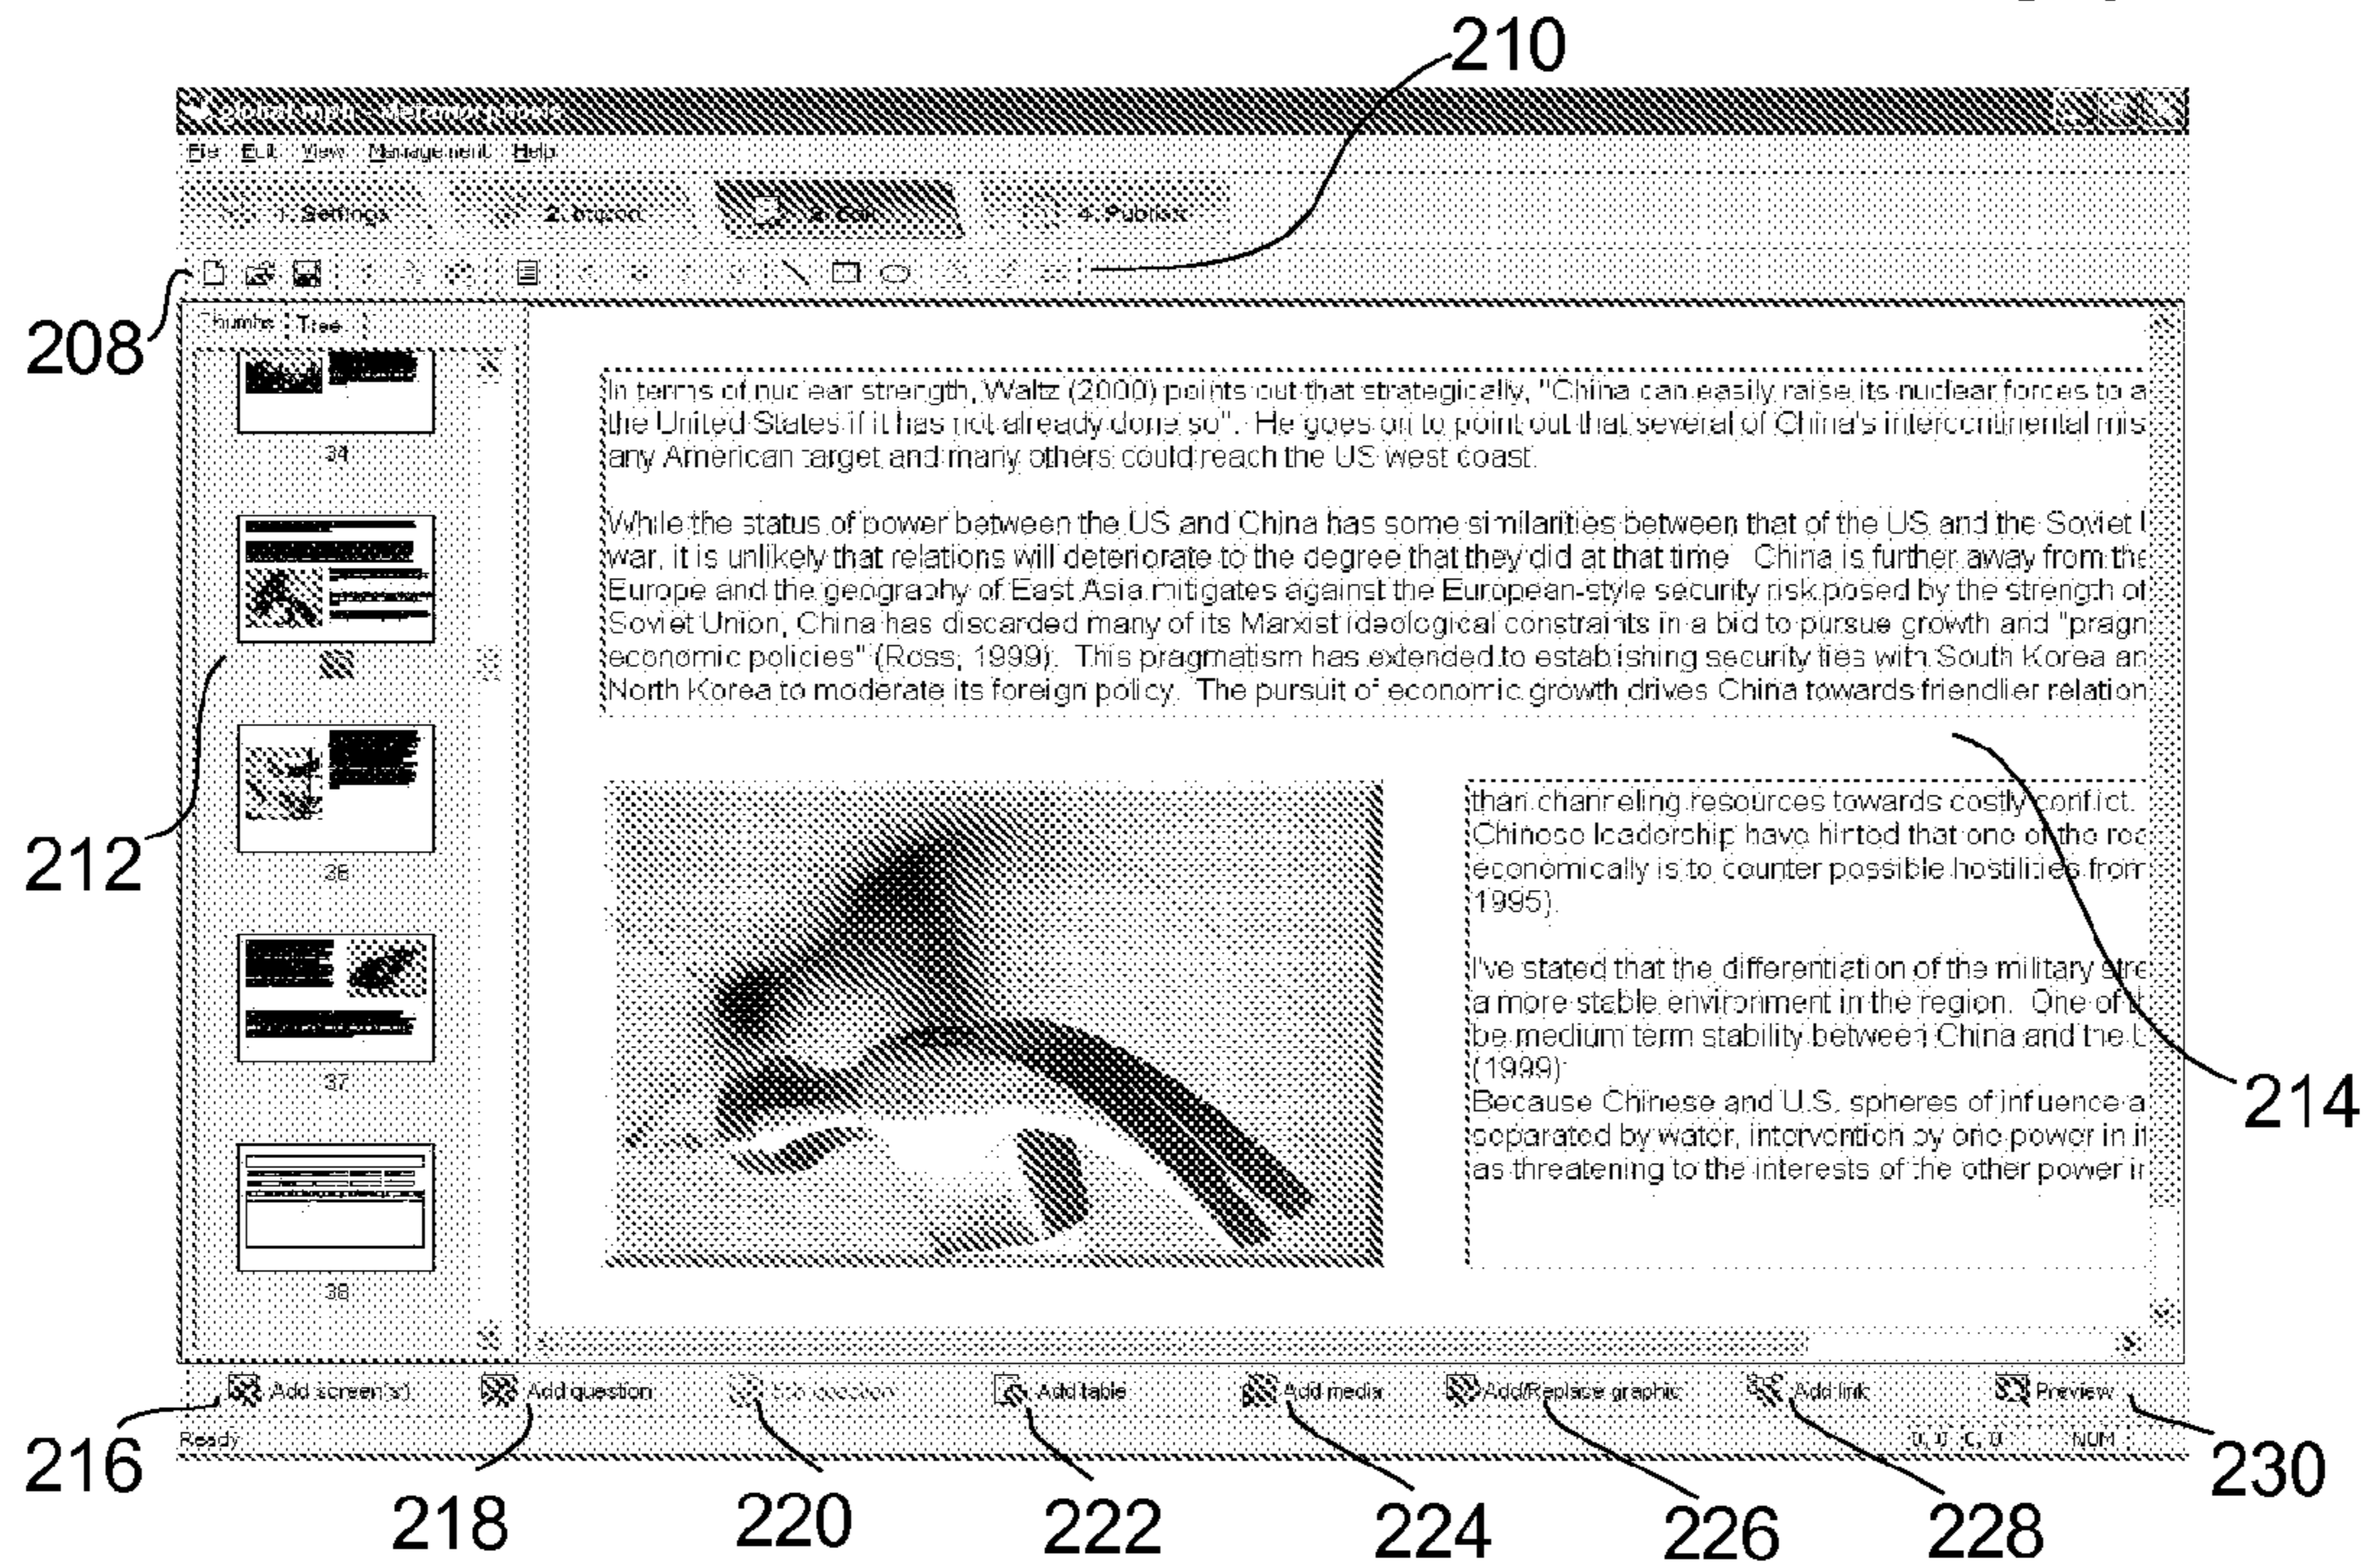 210
global.mph - Metamorphosis
File Edit View Management Help
1. Settings 2. Import 3. Edit 4. Publish
208
Thumbs Tree
In terms of nuclear strength, Waltz (2000) points out that strategically, "China can easily raise its nuclear forces to a
the United States if it has not already done so". He goes on to point out that several of China's intercontinental mis
any American target and many others could reach the US west coast.
34
While the status of power between the US and China has some similarities between that of the US and the Soviet
war, it is unlikely that relations will deteriorate to the degree that they did at that time China is further away from the
Europe and the geography of East Asia mitigates against the European-style security risk posed by the strength of
Soviet Union, China has discarded many of its Marxist ideological constraints in a bid to pursue growth and "pragn
economic policies" (Ross, 1999). This pragmatism has extended to establishing security ties with South Korea an
North Korea to moderate its foreign policy. The pursuit of economic growth drives China towards friendlier relation
212
36
than channeling resources towards costly conflict.
Chinese leadership have hinted that one of the rea
economically is to counter possible hostilities from
1995).
I've stated that the differentiation of the military stre
a more stable environment in the region. One of
be medium term stability between China and the
(1999)
37
214
Because Chinese and U.S. spheres of influence a
separated by water, intervention by one power in it
as threatening to the interests of the other power ir
38
Add screen(s) Add question Edit question Add table Add media Add/Replace graphic Add link Preview
Ready NUM
216 218 220 222 224 226 228 230